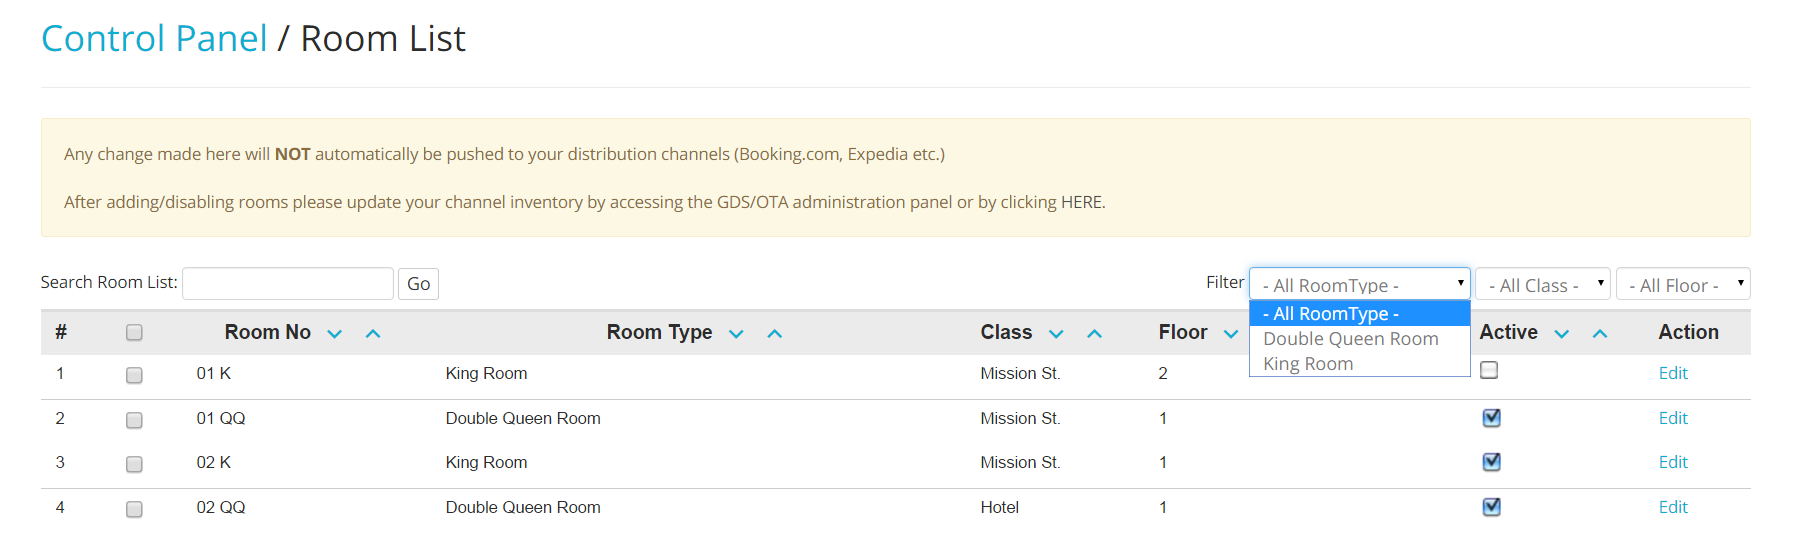 Control Panel / Room List
Any change made here will NOT automatically be pushed to your distribution channels (Booking.com, Expedia etc.)
After adding/disabling rooms please update your channel inventory by accessing the GDS/OTA administration panel or by clicking HERE.
Search Room List: Go Filter - All RoomType - - All Class - - All Floor -
- All RoomType -
Double Queen Room
King Room
# Room No Room Type Class Floor Active Action
1 01 K King Room Mission St. 2 Edit
2 01 QQ Double Queen Room Mission St. 1 Edit
3 02 K King Room Mission St. 1 Edit
4 02 QQ Double Queen Room Hotel 1 Edit